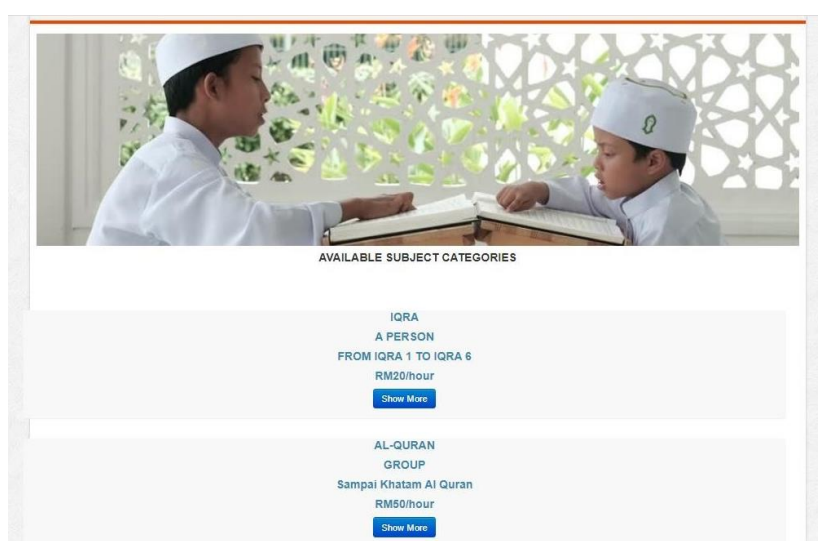 AVAILABLE SUBJECT CATEGORIES
IQRA
A PERSON
FROM IQRA 1 TO IQRA 6
RM20/hour
Show More
AL-QURAN
GROUP
Sampai Khatam Al Quran
RM50/hour
Show More